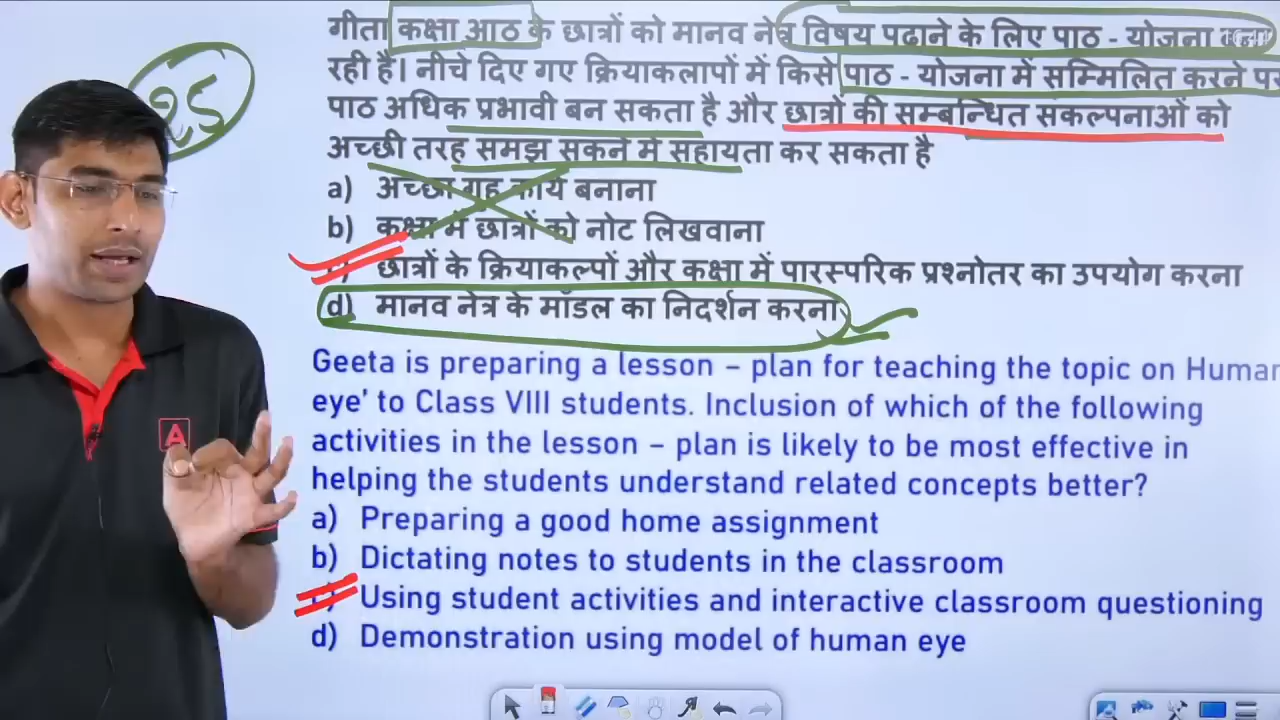 गीता कक्षा आठ के छात्रों को मानव नेत्र विषय पढाने के लिए पाठ - योजना
रही है। नीचे दिए गए क्रियाकलापों में किसे पाठ - योजना में सम्मिलित करने पर
पाठ अधिक प्रभावी बन सकता है और छात्रों की सम्बन्धित संकल्पनाओं को
अच्छी तरह समझ सकने में सहायता कर सकता है
a) अच्छा गृह कार्य बनाना
b) कक्षा में छात्रों को नोट लिखवाना
छात्रों के क्रियाकल्पों और कक्षा में पारस्परिक प्रश्नोतर का उपयोग करना
d) मानव नेत्र के मॉडल का निदर्शन करना
25
A
Geeta is preparing a lesson – plan for teaching the topic on Human
eye' to Class VIII students. Inclusion of which of the following
activities in the lesson – plan is likely to be most effective in
helping the students understand related concepts better?
a) Preparing a good home assignment
b) Dictating notes to students in the classroom
Using student activities and interactive classroom questioning
d) Demonstration using model of human eye